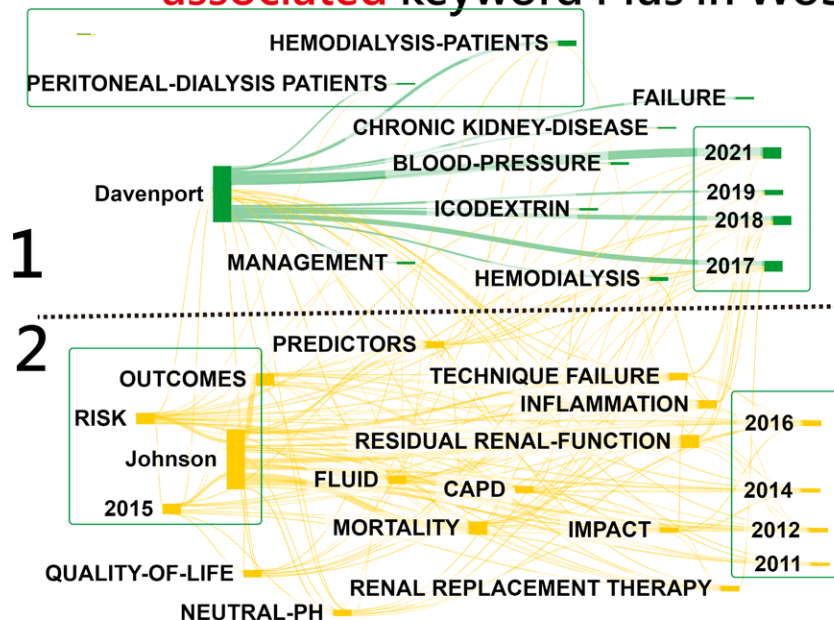 associated Keyword Plus in WoS
HEMODIALYSIS-PATIENTS
PERITONEAL-DIALYSIS PATIENTS
FAILURE
CHRONIC KIDNEY-DISEASE
2021
BLOOD-PRESSURE
Davenport
2019
ICODEXTRIN
2018
1
MANAGEMENT
2017
HEMODIALYSIS
2
PREDICTORS
OUTCOMES
TECHNIQUE FAILURE
RISK
INFLAMMATION
2016
RESIDUAL RENAL-FUNCTION
Johnson
FLUID
CAPD
2014
2015
MORTALITY
IMPACT
2012
2011
QUALITY-OF-LIFE
RENAL REPLACEMENT THERAPY
NEUTRAL-PH